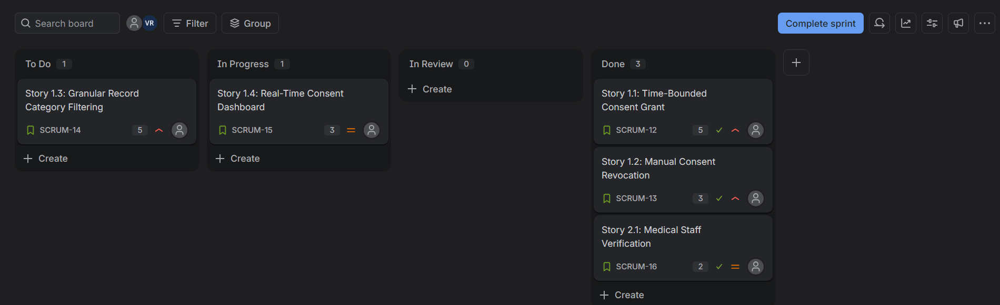 Search board
VR
Filter
Group
Complete sprint
To Do 1
Story 1.3: Granular Record
Category Filtering
SCRUM-14 5
Create
In Progress 1
Story 1.4: Real-Time Consent
Dashboard
SCRUM-15 3
Create
In Review 0
Create
Done 3
Story 1.1: Time-Bounded
Consent Grant
SCRUM-12 5
Story 1.2: Manual Consent
Revocation
SCRUM-13 3
Story 2.1: Medical Staff
Verification
SCRUM-16 2
Create